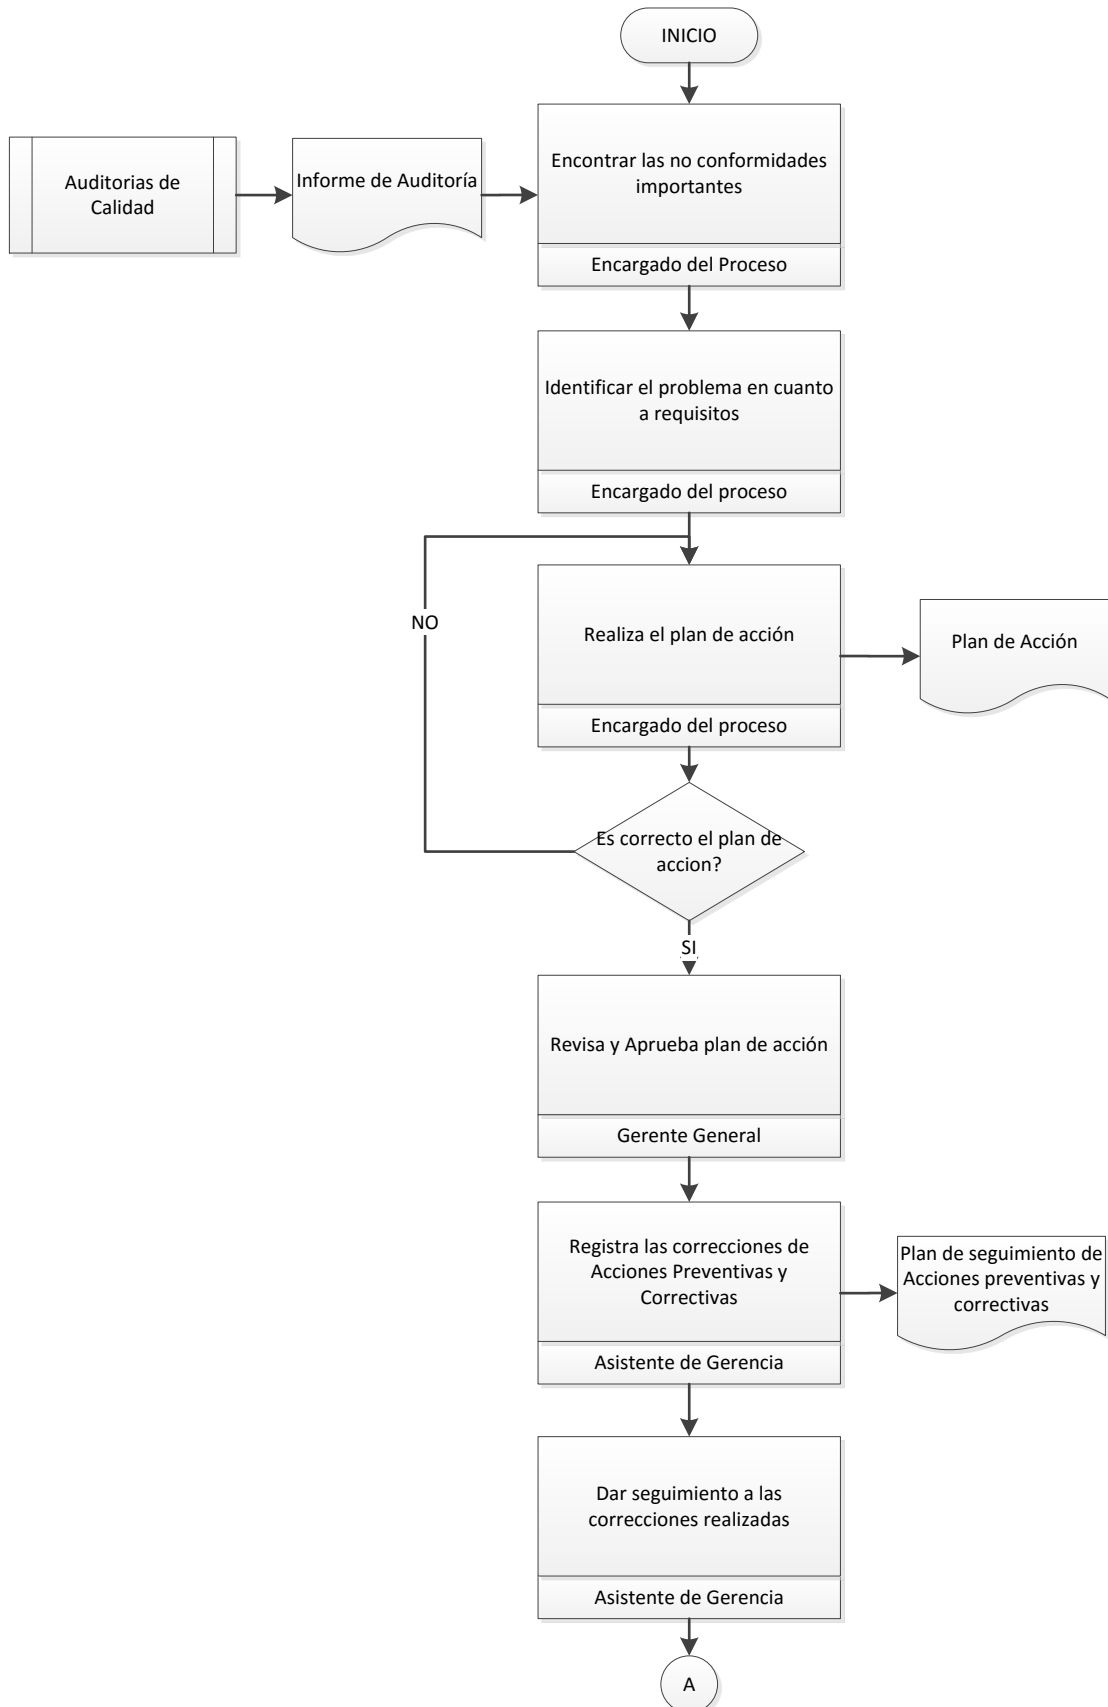 INICIO
Auditorias de
Calidad
Informe de Auditoría
Encontrar las no conformidades
importantes
Encargado del Proceso
Identificar el problema en cuanto
a requisitos
Encargado del proceso
NO
Realiza el plan de acción
Encargado del proceso
Plan de Acción
Es correcto el plan de
accion?
SI
Revisa y Aprueba plan de acción
Gerente General
Registra las correcciones de
Acciones Preventivas y
Correctivas
Asistente de Gerencia
Plan de seguimiento de
Acciones preventivas y
correctivas
Dar seguimiento a las
correcciones realizadas
Asistente de Gerencia
A